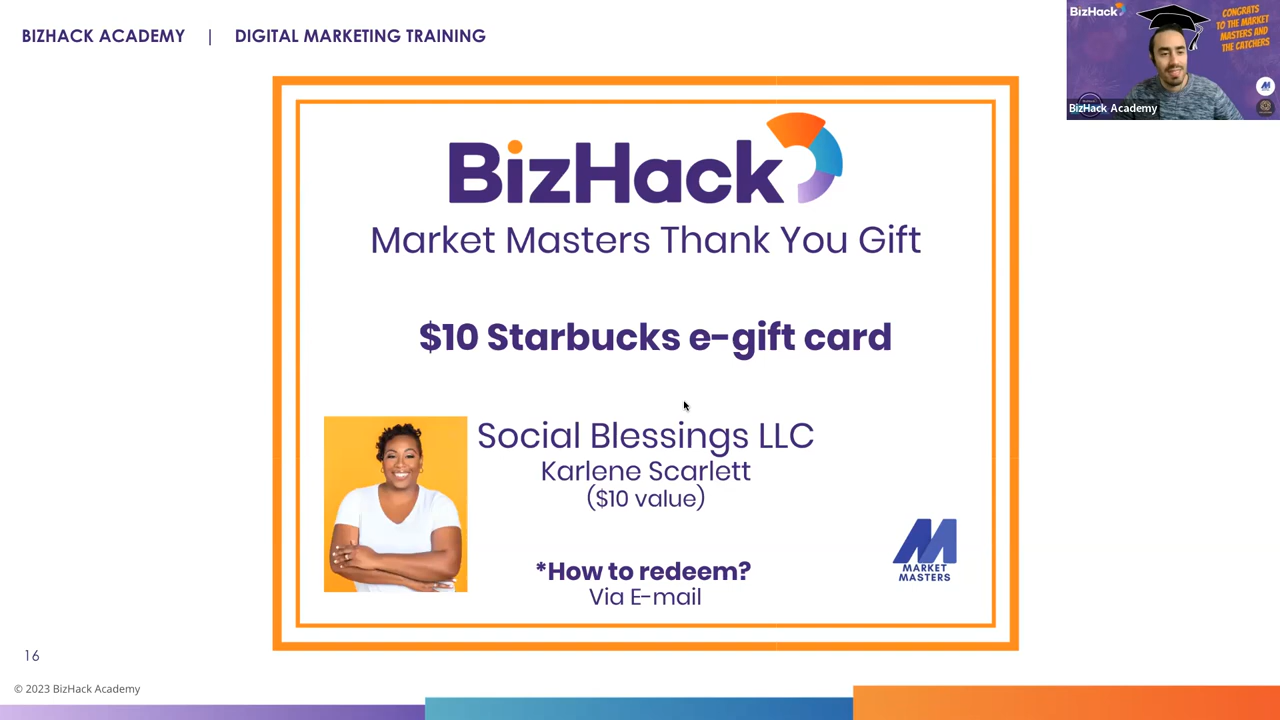 BIZHACK ACADEMY | DIGITAL MARKETING TRAINING
BizHack
CONGRATS
TO THE MARKET
MASTERS AND
THE CATCHERS
BizHack Academy
BizHack
Market Masters Thank You Gift
$10 Starbucks e-gift card
Social Blessings LLC
Karlene Scarlett
($10 value)
MARKET
MASTERS
*How to redeem?
Via E-mail
16
© 2023 BizHack Academy